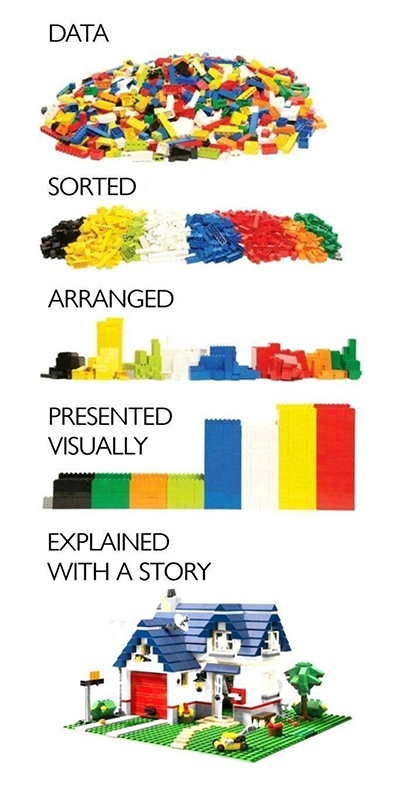 DATA
SORTED
ARRANGED
PRESENTED
VISUALLY
EXPLAINED
WITH A STORY